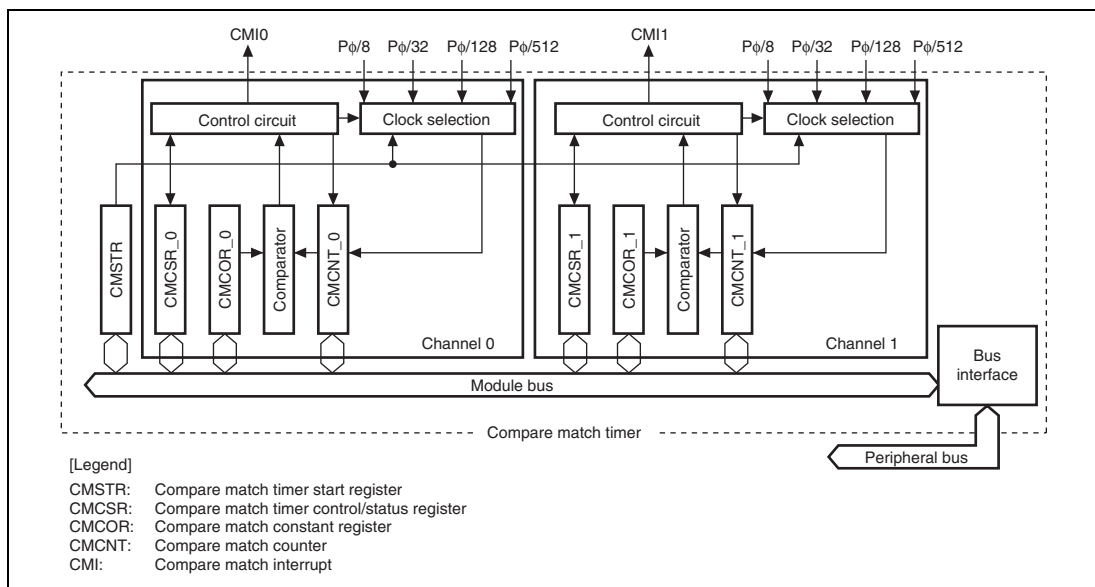 CMI0 Pϕ/8 Pϕ/32 Pϕ/128 Pϕ/512 CMI1 Pϕ/8 Pϕ/32 Pϕ/128 Pϕ/512
Control circuit Clock selection Control circuit Clock selection
CMSTR
CMCSR_0
CMCOR_0
Comparator
CMCNT_0
CMCSR_1
CMCOR_1
Comparator
CMCNT_1
Channel 0 Channel 1
Bus
interface
Module bus
Compare match timer
Peripheral bus
[Legend]
CMSTR: Compare match timer start register
CMCSR: Compare match timer control/status register
CMCOR: Compare match constant register
CMCNT: Compare match counter
CMI: Compare match interrupt